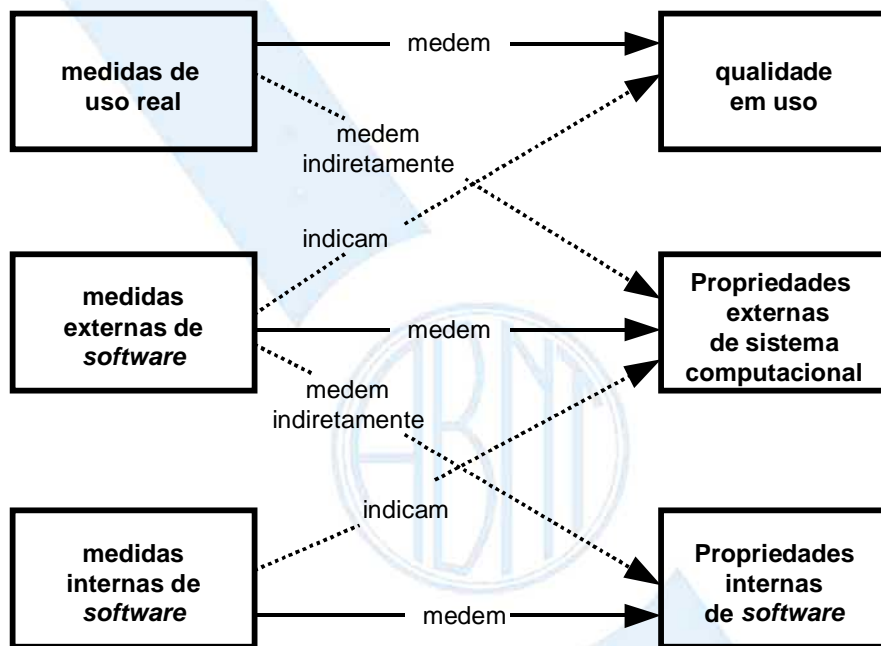 medidas de
uso real
medem
qualidade
em uso
medem
indiretamente
indicam
medidas
externas de
software
medem
Propriedades
externas
de sistema
computacional
medem
indiretamente
indicam
medidas
internas de
software
medem
Propriedades
internas
de software
ABNT